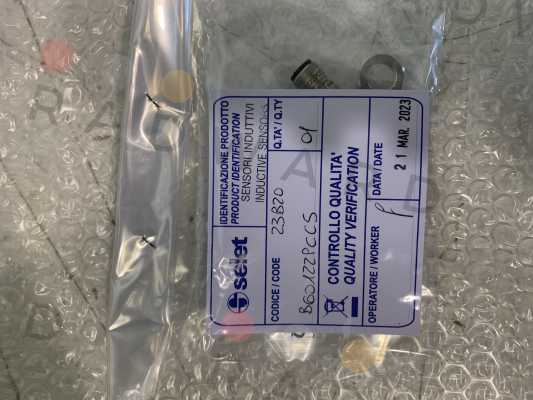 selet
IDENTIFICAZIONE PRODOTTO
PRODUCT IDENTIFICATION
SENSORI INDUTTIVI
INDUCTIVE SENSORS
CODICE / CODE
Q.TA' / Q.TY
23B20
01
B60122PCCS
CONTROLLO QUALITA'
QUALITY VERIFICATION
OPERATORE / WORKER
DATA / DATE
21 MAR. 2023